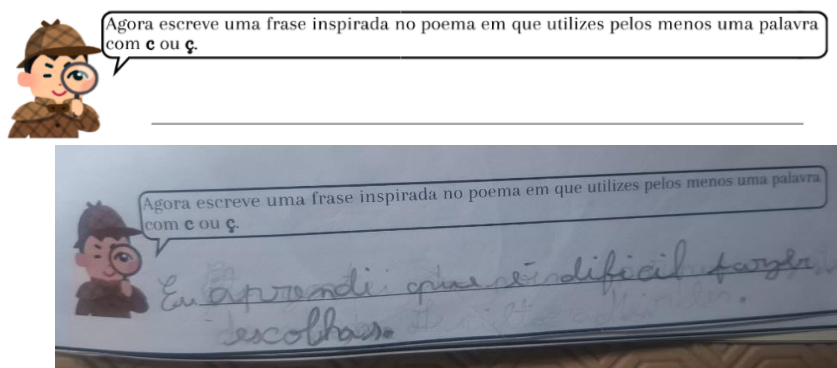 Agora escreve uma frase inspirada no poema em que utilizes pelos menos uma palavra
com c ou ç.
Agora escreve uma frase inspirada no poema em que utilizes pelos menos uma palavra
com c ou ç.
Eu aprendi que é dificil fazer
escolhas.